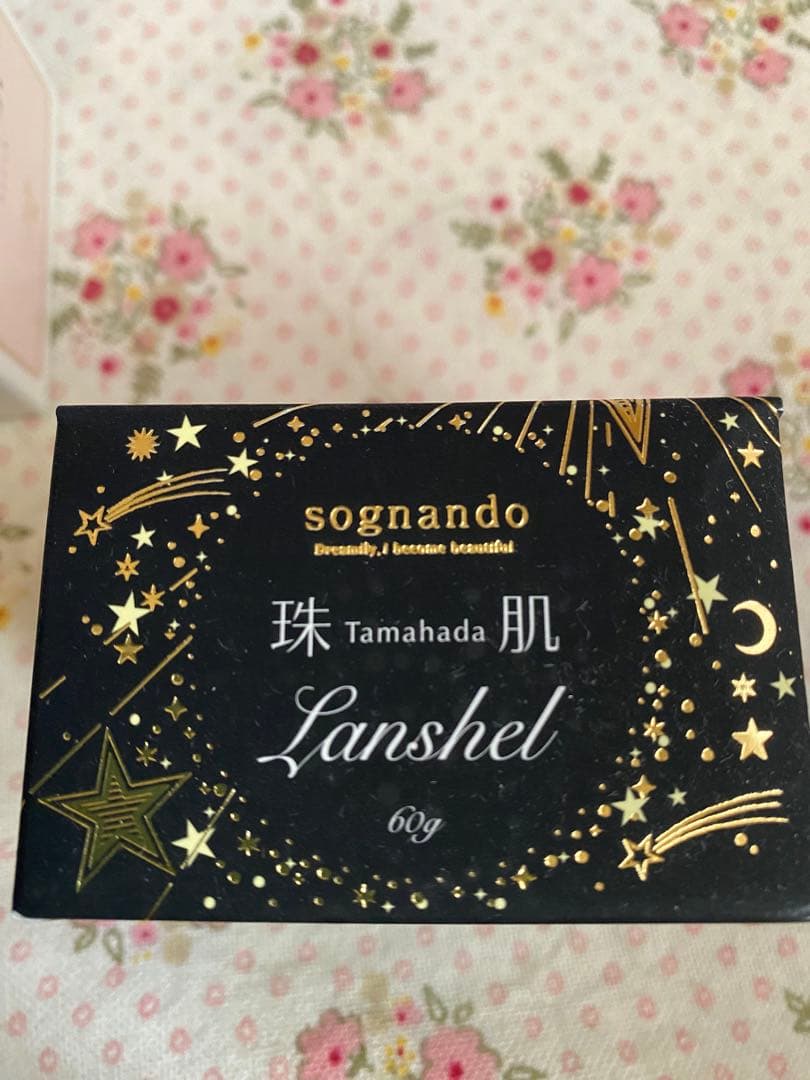 sognando
Dreamily, I become beautiful
珠 Tamahada 肌
Lanshel
60g